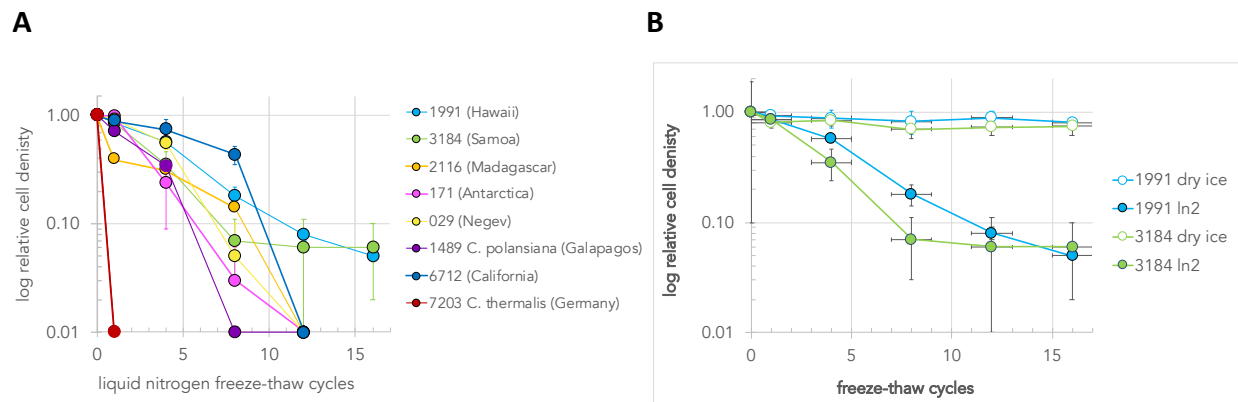 A
1.00
0.10
0.01
0
5
10
15
log relative cell denisty
liquid nitrogen freeze-thaw cycles
1991 (Hawaii)
3184 (Samoa)
2116 (Madagascar)
171 (Antarctica)
029 (Negev)
1489 C. polansiana (Galapagos)
6712 (California)
7203 C. thermalis (Germany)
B
1.00
0.10
0.01
0
5
10
15
log relative cell denisty
freeze-thaw cycles
1991 dry ice
1991 ln2
3184 dry ice
3184 ln2